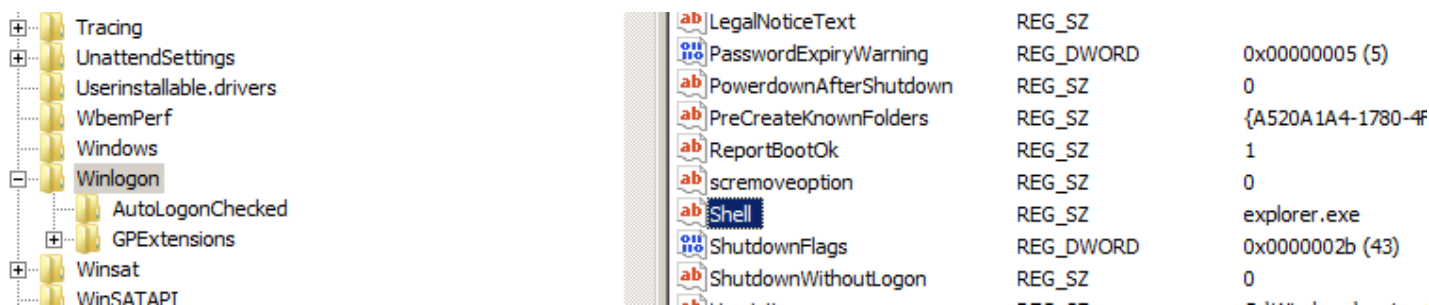 Tracing
UnattendSettings
Userinstallable.drivers
WbemPerf
Windows
Winlogon
AutoLogonChecked
GPExtensions
Winsat
WinSATAPI
LegalNoticeText REG_SZ
PasswordExpiryWarning REG_DWORD 0x00000005 (5)
PowerdownAfterShutdown REG_SZ 0
PreCreateKnownFolders REG_SZ {A520A1A4-1780-4F
ReportBootOk REG_SZ 1
scremoveoption REG_SZ 0
Shell REG_SZ explorer.exe
ShutdownFlags REG_DWORD 0x0000002b (43)
ShutdownWithoutLogon REG_SZ 0